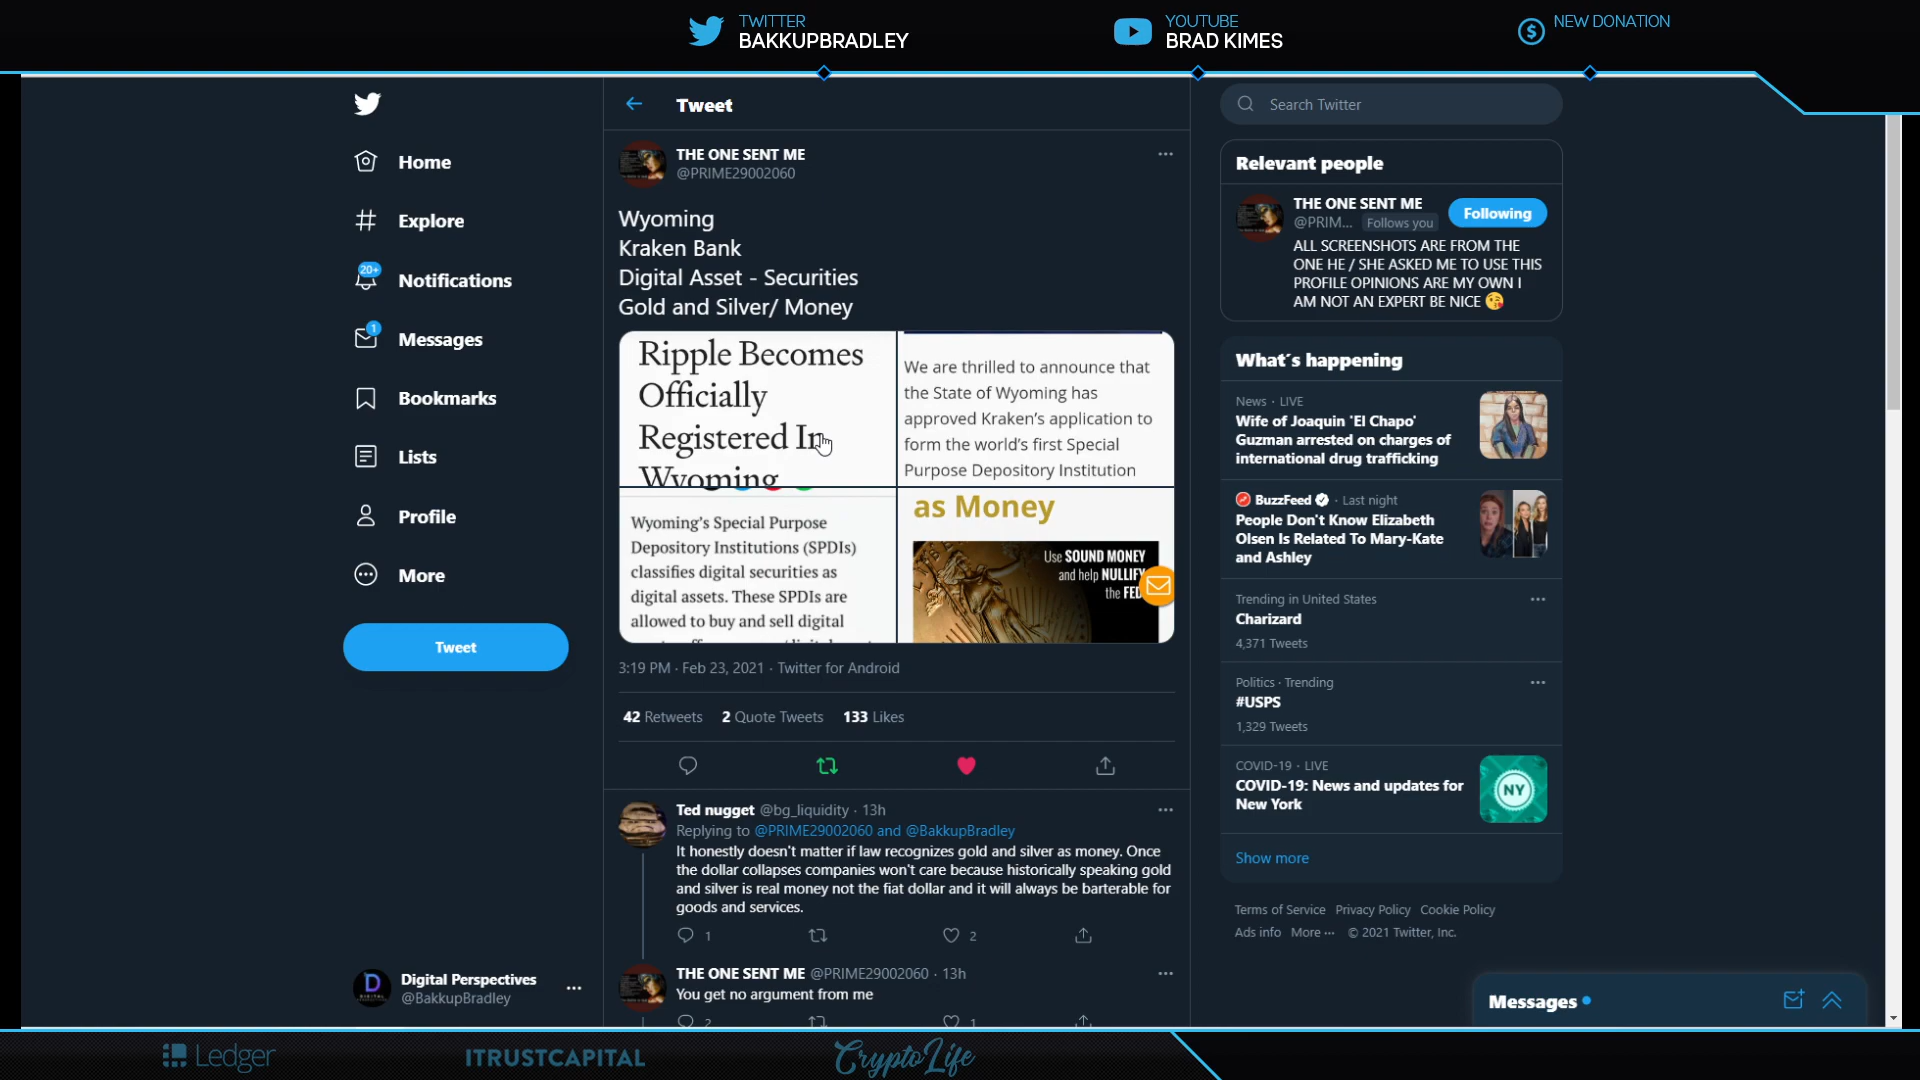 TWITTER
BAKKUPBRADLEY
YOUTUBE
BRAD KIMES
NEW DONATION
Home
Explore
20+
Notifications
1
Messages
Bookmarks
Lists
Profile
More
Tweet
Digital Perspectives
@BakkupBradley
Tweet
THE ONE SENT ME
@PRIME29002060
Wyoming
Kraken Bank
Digital Asset - Securities
Gold and Silver/ Money
Ripple Becomes
Officially
Registered In
Wyoming
We are thrilled to announce that
the State of Wyoming has
approved Kraken's application to
form the world's first Special
Purpose Depository Institution
Wyoming's Special Purpose
Depository Institutions (SPDIs)
classifies digital securities as
digital assets. These SPDIs are
allowed to buy and sell digital
as Money
Use SOUND MONEY
and help NULLIFY
the FED
3:19 PM · Feb 23, 2021 · Twitter for Android
42 Retweets 2 Quote Tweets 133 Likes
Ted nugget @bg_liquidity · 13h
Replying to @PRIME29002060 and @BakkupBradley
It honestly doesn't matter if law recognizes gold and silver as money. Once
the dollar collapses companies won't care because historically speaking gold
and silver is real money not the fiat dollar and it will always be barterable for
goods and services.
1 2
THE ONE SENT ME @PRIME29002060 · 13h
You get no argument from me
2 1
Search Twitter
Relevant people
THE ONE SENT ME
@PRIM... Follows you
Following
ALL SCREENSHOTS ARE FROM THE
ONE HE / SHE ASKED ME TO USE THIS
PROFILE OPINIONS ARE MY OWN I
AM NOT AN EXPERT BE NICE 😘
What's happening
News · LIVE
Wife of Joaquin 'El Chapo'
Guzman arrested on charges of
international drug trafficking
BuzzFeed · Last night
People Don't Know Elizabeth
Olsen Is Related To Mary-Kate
and Ashley
Trending in United States
Charizard
4,371 Tweets
Politics · Trending
#USPS
1,329 Tweets
COVID-19 · LIVE
COVID-19: News and updates for
New York
NY
Show more
Terms of Service Privacy Policy Cookie Policy
Ads info More ··· © 2021 Twitter, Inc.
Messages
Ledger
ITRUSTCAPITAL
CryptoLife